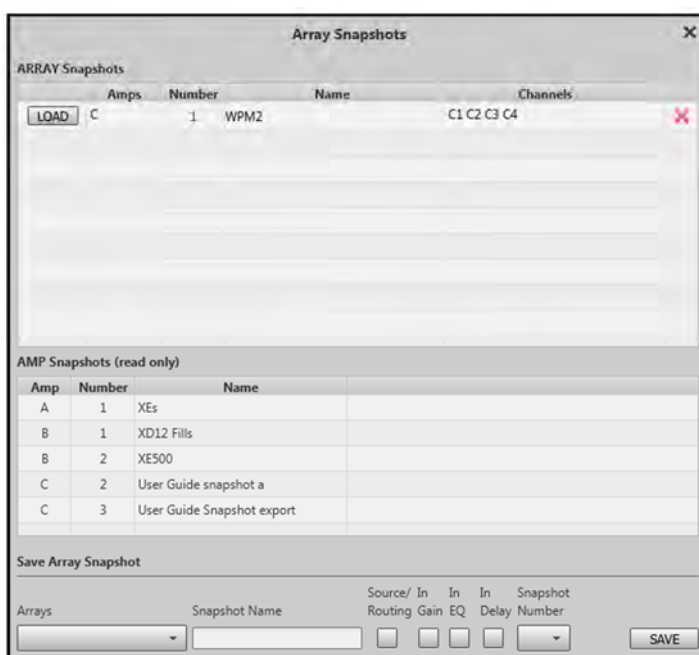 Array Snapshots
ARRAY Snapshots
Amps Number Name Channels
LOAD C 1 WPM2 C1 C2 C3 C4
AMP Snapshots (read only)
Amp Number Name
A 1 XEs
B 1 XD12 Fills
B 2 XE500
C 2 User Guide snapshot a
C 3 User Guide Snapshot export
Save Array Snapshot
Source/ In In In Snapshot
Arrays Snapshot Name Routing Gain EQ Delay Number
SAVE